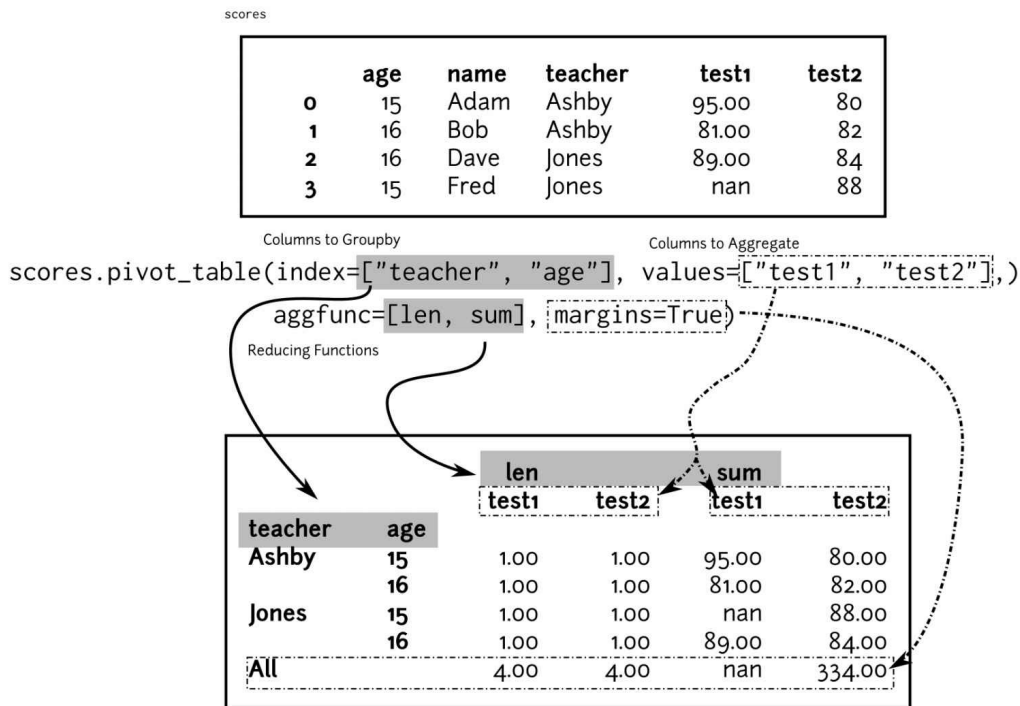 scores
age name teacher test1 test2
0 15 Adam Ashby 95.00 80
1 16 Bob Ashby 81.00 82
2 16 Dave Jones 89.00 84
3 15 Fred Jones nan 88
Columns to Groupby Columns to Aggregate
scores.pivot_table(index=["teacher", "age"], values=["test1", "test2"],)
aggfunc=[len, sum], margins=True)
Reducing Functions
len sum
test1 test2 test1 test2
teacher age
Ashby 15 1.00 1.00 95.00 80.00
16 1.00 1.00 81.00 82.00
Jones 15 1.00 1.00 nan 88.00
16 1.00 1.00 89.00 84.00
All 4.00 4.00 nan 334.00